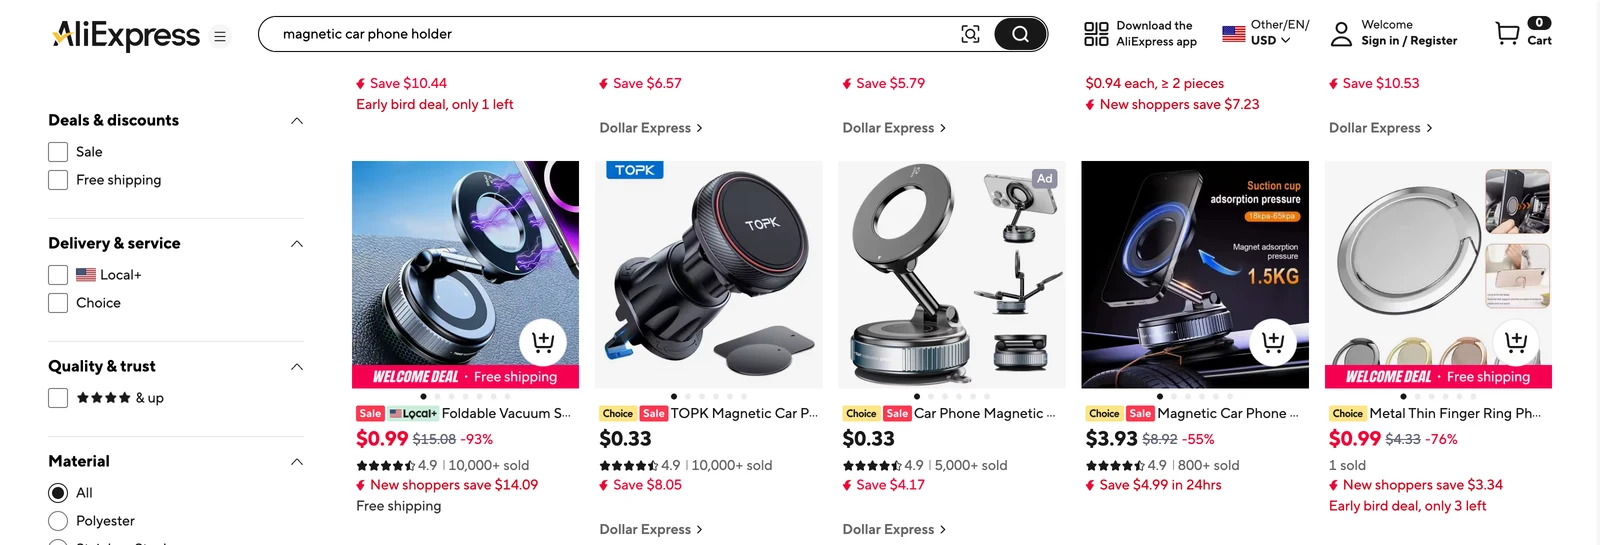 AliExpress
magnetic car phone holder
Download the
AliExpress app
Other/EN/
USD
Welcome
Sign in / Register
0
Cart
Deals & discounts
Sale
Free shipping
Delivery & service
Local+
Choice
Quality & trust
& up
Material
All
Polyester
Save $10.44
Early bird deal, only 1 left
Save $6.57
Dollar Express
Save $5.79
Dollar Express
$0.94 each, ≥ 2 pieces
New shoppers save $7.23
Save $10.53
Dollar Express
WELCOME DEAL · Free shipping
Sale Local+ Foldable Vacuum S...
$0.99 $15.08 -93%
4.9 | 10,000+ sold
New shoppers save $14.09
Free shipping
TOPK
TOPK
Choice Sale TOPK Magnetic Car P...
$0.33
4.9 | 10,000+ sold
Save $8.05
Dollar Express
Ad
Choice Sale Car Phone Magnetic ...
$0.33
4.9 | 5,000+ sold
Save $4.17
Dollar Express
Suction cup
adsorption pressure
18kpa-65kpa
Magnet adsorption
pressure
1.5KG
Choice Sale Magnetic Car Phone ...
$3.93 $8.92 -55%
4.9 | 800+ sold
Save $4.99 in 24hrs
WELCOME DEAL · Free shipping
Choice Metal Thin Finger Ring Ph...
$0.99 $4.33 -76%
1 sold
New shoppers save $3.34
Early bird deal, only 3 left